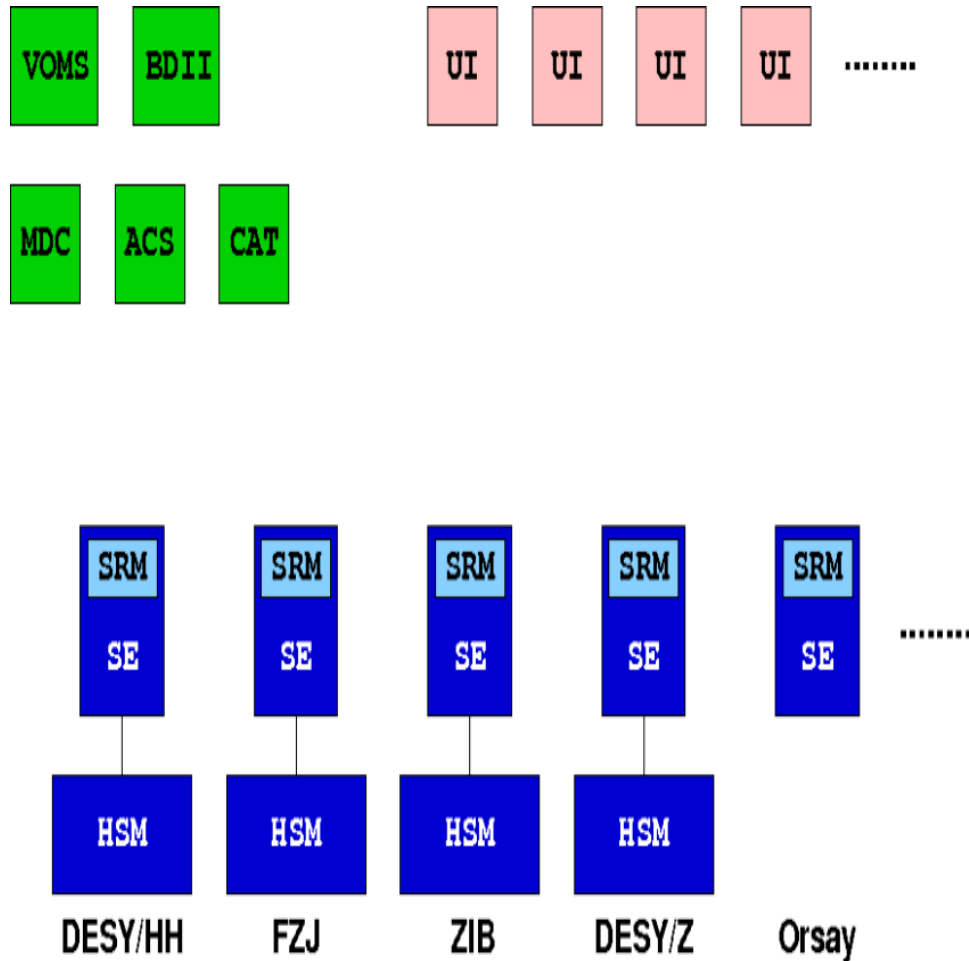 VOMS BDII UI UI UI UI ........
MDC ACS CAT
SRM SRM SRM SRM SRM
SE SE SE SE SE ........
HSM HSM HSM HSM
DESY/HH FZJ ZIB DESY/Z Orsay